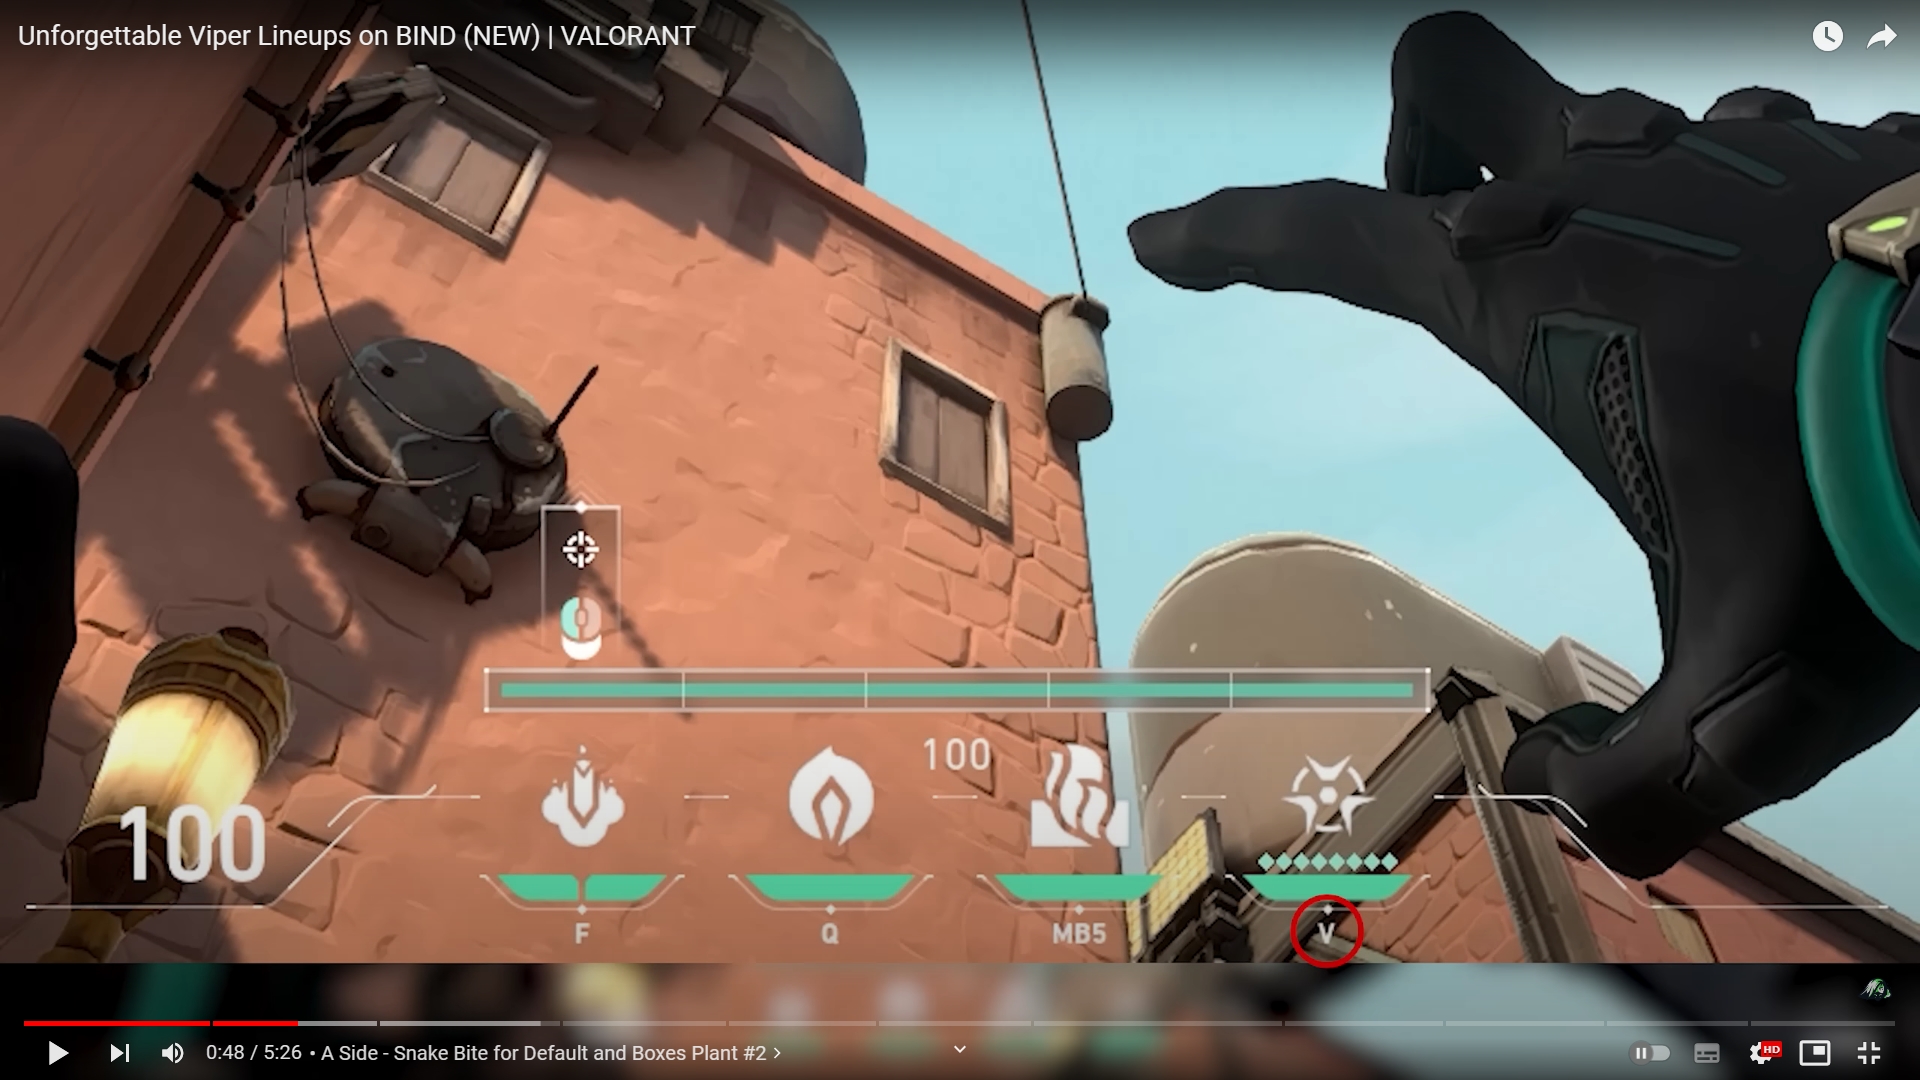 Unforgettable Viper Lineups on BIND (NEW) | VALORANT
100
100
F
Q
MB5
V
0:48 / 5:26 • A Side - Snake Bite for Default and Boxes Plant #2 >
HD